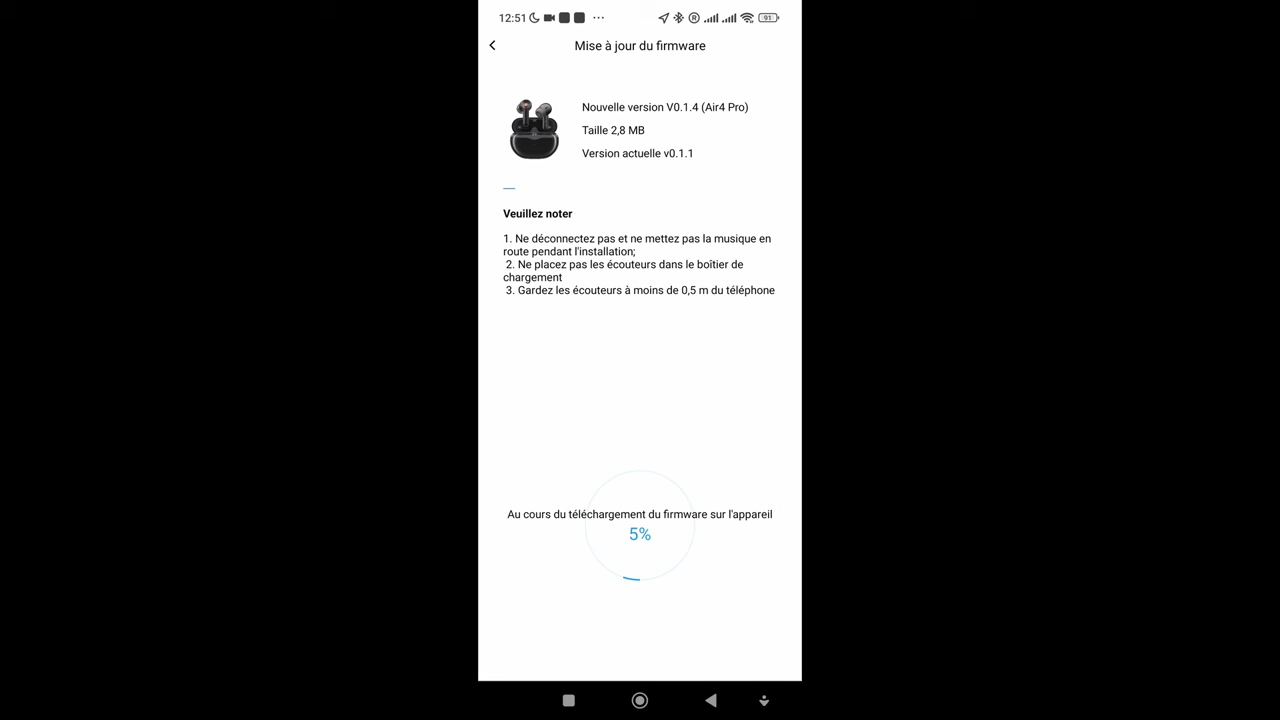 12:51
91
Mise à jour du firmware
Nouvelle version V0.1.4 (Air4 Pro)
Taille 2,8 MB
Version actuelle v0.1.1
Veuillez noter
1. Ne déconnectez pas et ne mettez pas la musique en
route pendant l'installation;
2. Ne placez pas les écouteurs dans le boîtier de
chargement
3. Gardez les écouteurs à moins de 0,5 m du téléphone
Au cours du téléchargement du firmware sur l'appareil
5%